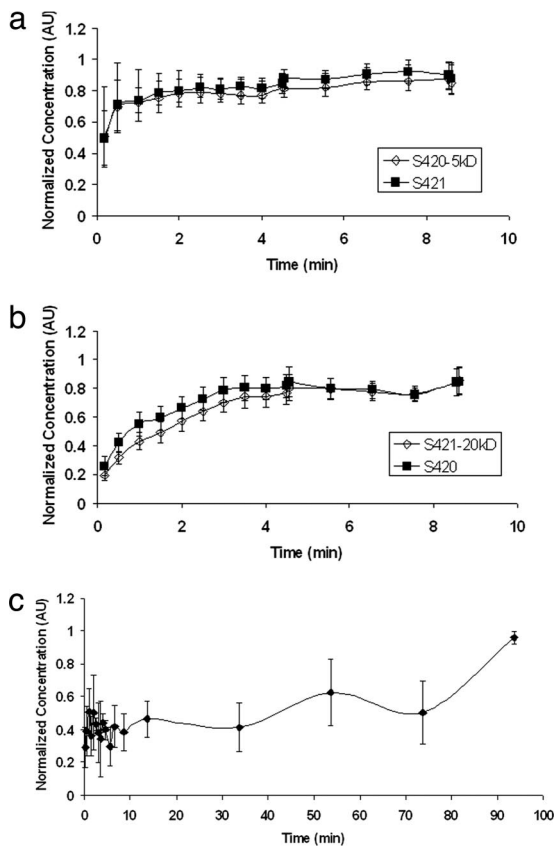 a
Normalized Concentration (AU)
1.2
1
0.8
0.6
0.4
0.2
0
0 2 4 6 8 10
Time (min)
S420-5kD
S421
b
Normalized Concentration (AU)
1.2
1
0.8
0.6
0.4
0.2
0
0 2 4 6 8 10
Time (min)
S421-20kD
S420
c
Normalized Concentration (AU)
1.2
1
0.8
0.6
0.4
0.2
0
0 10 20 30 40 50 60 70 80 90 100
Time (min)